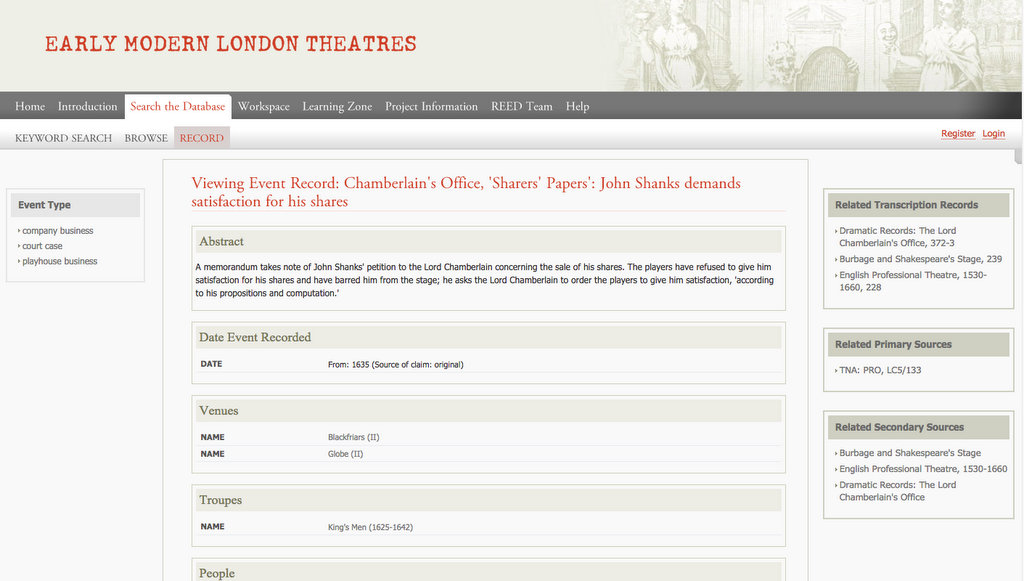 EARLY MODERN LONDON THEATRES
Home Introduction Search the Database Workspace Learning Zone Project Information REED Team Help
KEYWORD SEARCH BROWSE RECORD
Register Login
Event Type
company business
court case
playhouse business
Viewing Event Record: Chamberlain's Office, 'Sharers' Papers': John Shanks demands
satisfaction for his shares
Abstract
A memorandum takes note of John Shanks' petition to the Lord Chamberlain concerning the sale of his shares. The players have refused to give him
satisfaction for his shares and have barred him from the stage; he asks the Lord Chamberlain to order the players to give him satisfaction, 'according
to his propositions and computation.'
Date Event Recorded
DATE From: 1635 (Source of claim: original)
Venues
NAME Blackfriars (II)
NAME Globe (II)
Troupes
NAME King's Men (1625-1642)
People
Related Transcription Records
Dramatic Records: The Lord
Chamberlain's Office, 372-3
Burbage and Shakespeare's Stage, 239
English Professional Theatre, 1530-
1660, 228
Related Primary Sources
TNA: PRO, LC5/133
Related Secondary Sources
Burbage and Shakespeare's Stage
English Professional Theatre, 1530-1660
Dramatic Records: The Lord
Chamberlain's Office